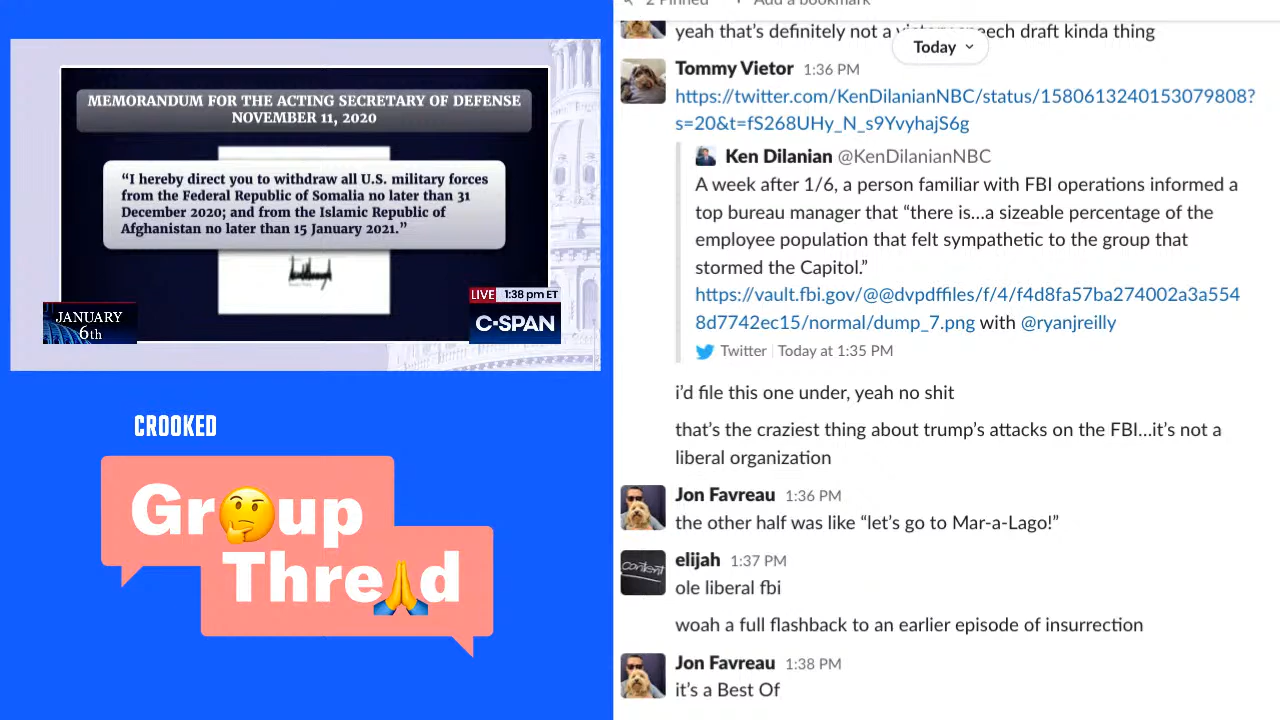 MEMORANDUM FOR THE ACTING SECRETARY OF DEFENSE
NOVEMBER 11, 2020
“I hereby direct you to withdraw all U.S. military forces
from the Federal Republic of Somalia no later than 31
December 2020; and from the Islamic Republic of
Afghanistan no later than 15 January 2021.”
JANUARY
6th
LIVE 1:38 pm ET
C-SPAN
CROOKED
Gr🤔up
Thre🙏d
2 Pinned + Add a bookmark
yeah that’s definitely not a victory speech draft kinda thing
Today
Tommy Vietor 1:36 PM
https://twitter.com/KenDilanianNBC/status/1580613240153079808?
s=20&t=fS268UHy_N_s9YvyhajS6g
Ken Dilanian @KenDilanianNBC
A week after 1/6, a person familiar with FBI operations informed a
top bureau manager that “there is...a sizeable percentage of the
employee population that felt sympathetic to the group that
stormed the Capitol.”
https://vault.fbi.gov/@@dvpdffiles/f/4/f4d8fa57ba274002a3a554
8d7742ec15/normal/dump_7.png with @ryanjreilly
Twitter | Today at 1:35 PM
i’d file this one under, yeah no shit
that’s the craziest thing about trump’s attacks on the FBI...it’s not a
liberal organization
Jon Favreau 1:36 PM
the other half was like “let’s go to Mar-a-Lago!”
content
elijah 1:37 PM
ole liberal fbi
woah a full flashback to an earlier episode of insurrection
Jon Favreau 1:38 PM
it’s a Best Of